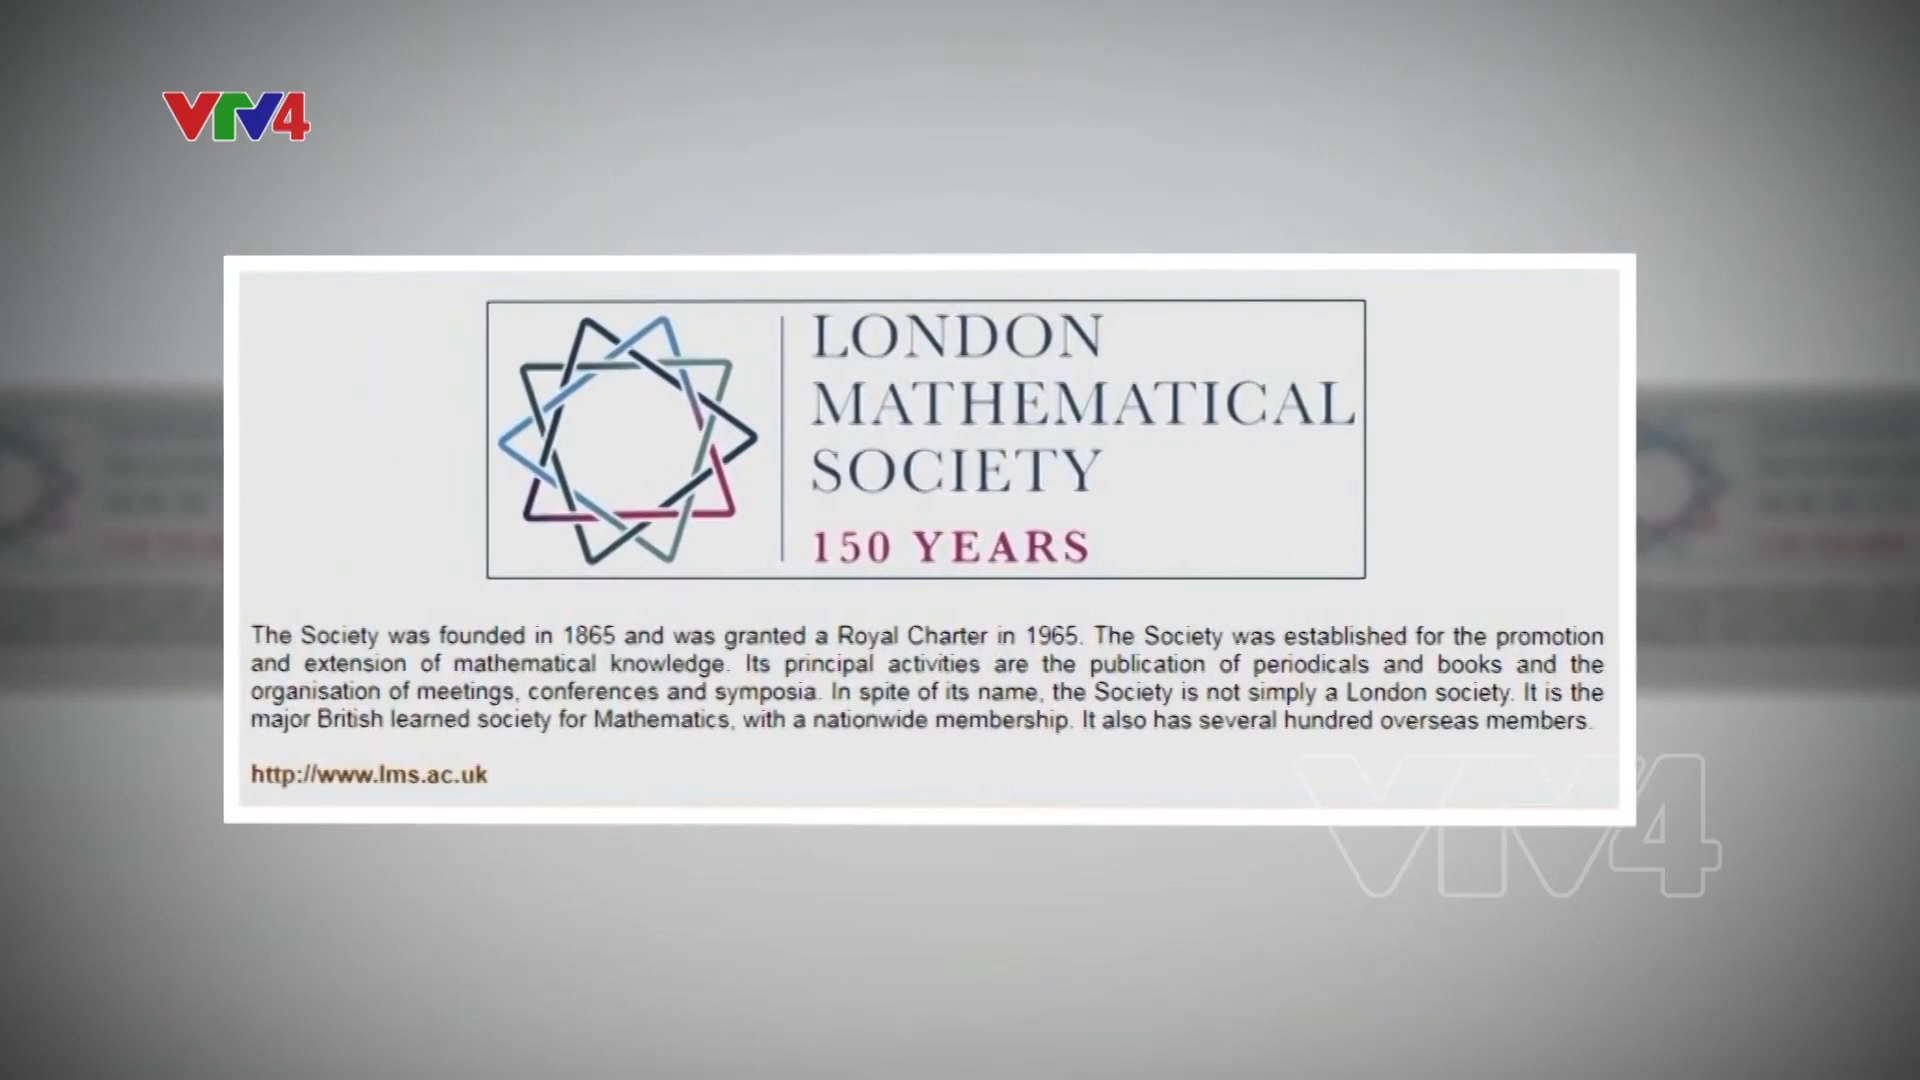 VTV4
LONDON
MATHEMATICAL
SOCIETY
150 YEARS
The Society was founded in 1865 and was granted a Royal Charter in 1965. The Society was established for the promotion
and extension of mathematical knowledge. Its principal activities are the publication of periodicals and books and the
organisation of meetings, conferences and symposia. In spite of its name, the Society is not simply a London society. It is the
major British learned society for Mathematics, with a nationwide membership. It also has several hundred overseas members.
http://www.lms.ac.uk
VTV4